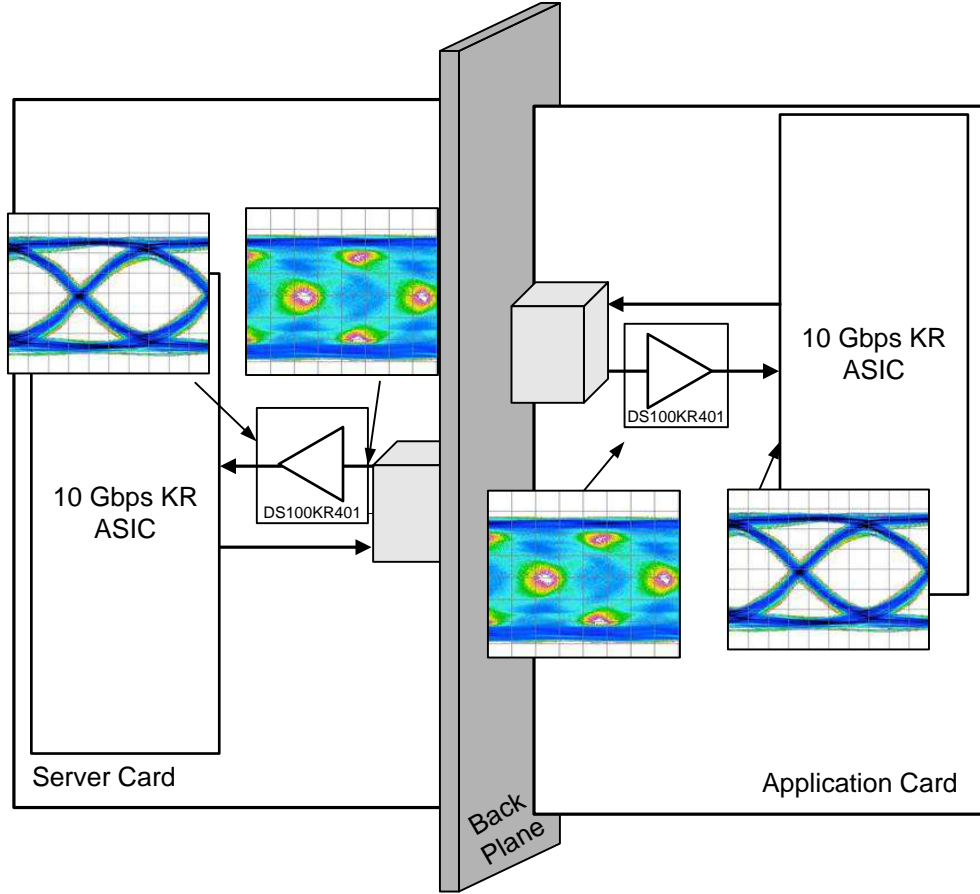 10 Gbps KR
ASIC
DS100KR401
DS100KR401
10 Gbps KR
ASIC
Server Card
Application Card
Back
Plane